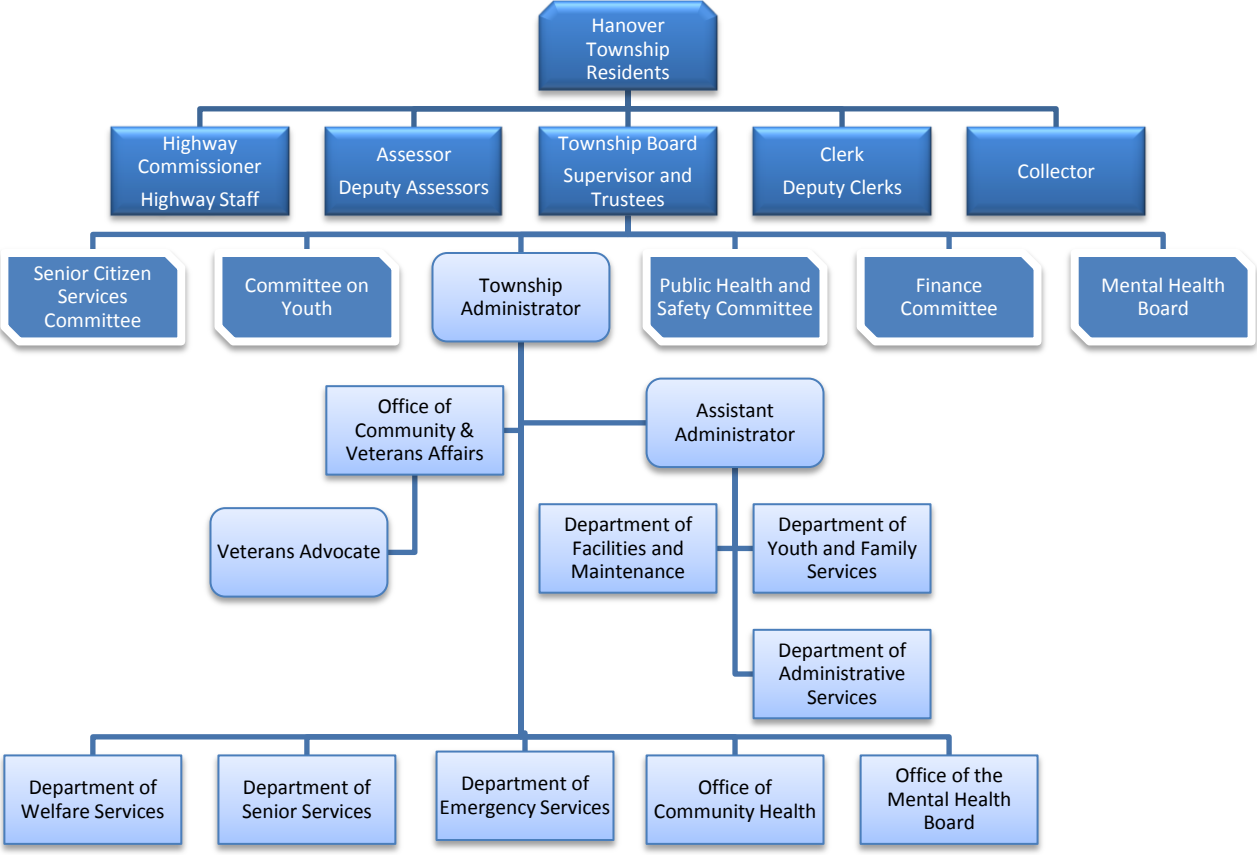 Hanover
Township
Residents
Highway
Commissioner
Highway Staff
Assessor
Deputy Assessors
Township Board
Supervisor and
Trustees
Clerk
Deputy Clerks
Collector
Senior Citizen
Services
Committee
Committee on
Youth
Township
Administrator
Public Health and
Safety Committee
Finance
Committee
Mental Health
Board
Office of
Community &
Veterans Affairs
Assistant
Administrator
Veterans Advocate
Department of
Facilities and
Maintenance
Department of
Youth and Family
Services
Department of
Administrative
Services
Department of
Welfare Services
Department of
Senior Services
Department of
Emergency Services
Office of
Community Health
Office of the
Mental Health
Board